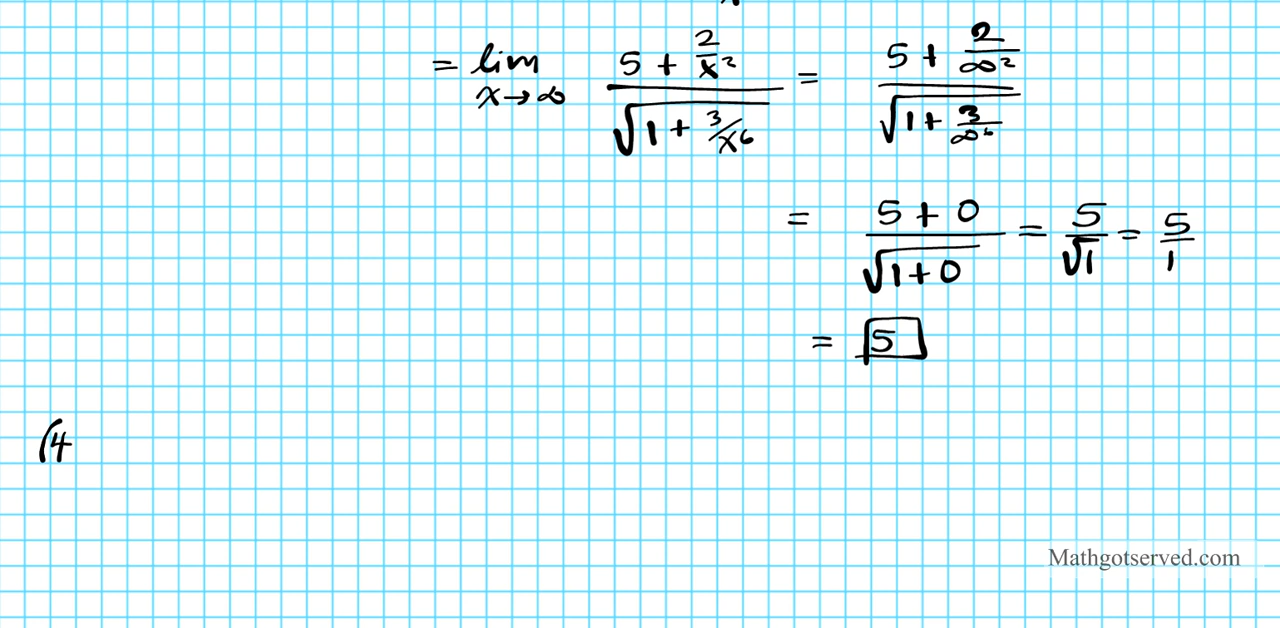 = lim x→∞ (5 + 2/x²) / √(1 + 3/x⁶) = (5 + 2/∞²) / √(1 + 3/∞⁶)
= (5 + 0) / √(1 + 0) = 5/√1 = 5/1
= 5
(4
Mathgotserved.com